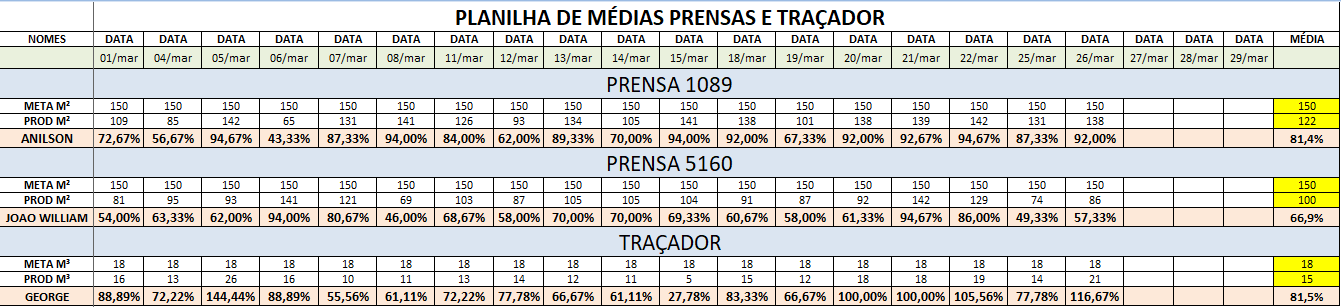 PLANILHA DE MÉDIAS PRENSAS E TRAÇADOR
NOMES DATA DATA DATA DATA DATA DATA DATA DATA DATA DATA DATA DATA DATA DATA DATA DATA DATA DATA DATA DATA DATA MÉDIA
01/mar 04/mar 05/mar 06/mar 07/mar 08/mar 11/mar 12/mar 13/mar 14/mar 15/mar 18/mar 19/mar 20/mar 21/mar 22/mar 25/mar 26/mar 27/mar 28/mar 29/mar
PRENSA 1089
META M² 150 150 150 150 150 150 150 150 150 150 150 150 150 150 150 150 150 150 150
PROD M² 109 85 142 65 131 141 126 93 134 105 141 138 101 138 139 142 131 138 122
ANILSON 72,67% 56,67% 94,67% 43,33% 87,33% 94,00% 84,00% 62,00% 89,33% 70,00% 94,00% 92,00% 67,33% 92,00% 92,67% 94,67% 87,33% 92,00% 81,4%
PRENSA 5160
META M² 150 150 150 150 150 150 150 150 150 150 150 150 150 150 150 150 150 150 150
PROD M² 81 95 93 141 121 69 103 87 105 105 104 91 87 92 142 129 74 86 100
JOAO WILLIAM 54,00% 63,33% 62,00% 94,00% 80,67% 46,00% 68,67% 58,00% 70,00% 70,00% 69,33% 60,67% 58,00% 61,33% 94,67% 86,00% 49,33% 57,33% 66,9%
TRAÇADOR
META M³ 18 18 18 18 18 18 18 18 18 18 18 18 18 18 18 18 18 18 18
PROD M³ 16 13 26 16 10 11 13 14 12 11 5 15 12 18 18 19 14 21 15
GEORGE 88,89% 72,22% 144,44% 88,89% 55,56% 61,11% 72,22% 77,78% 66,67% 61,11% 27,78% 83,33% 66,67% 100,00% 100,00% 105,56% 77,78% 116,67% 81,5%